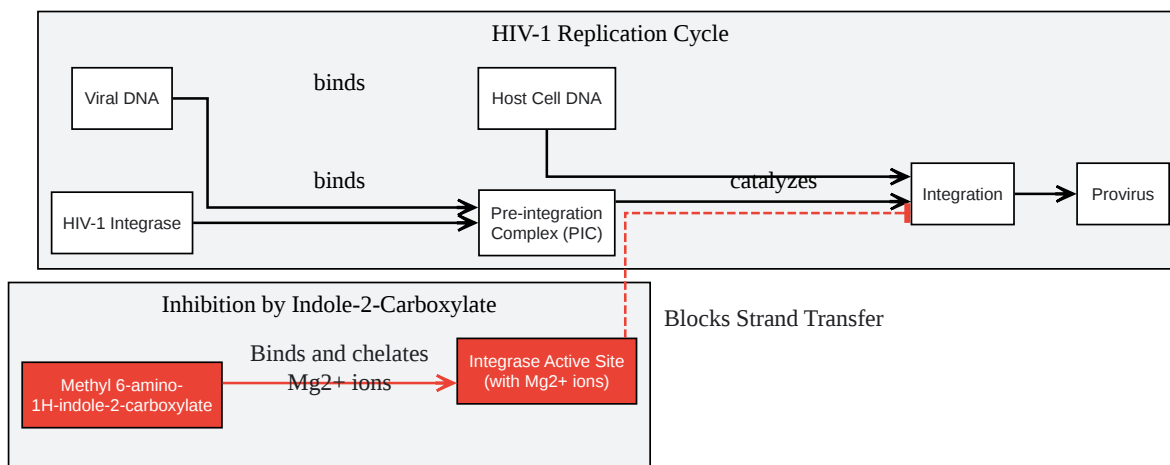 HIV-1 Replication Cycle
Viral DNA
binds
Host Cell DNA
binds
catalyzes
HIV-1 Integrase
Pre-integration
Complex (PIC)
Integration
Provirus
Inhibition by Indole-2-Carboxylate
Blocks Strand Transfer
Binds and chelates
Mg2+ ions
Methyl 6-amino-
1H-indole-2-carboxylate
Integrase Active Site
(with Mg2+ ions)